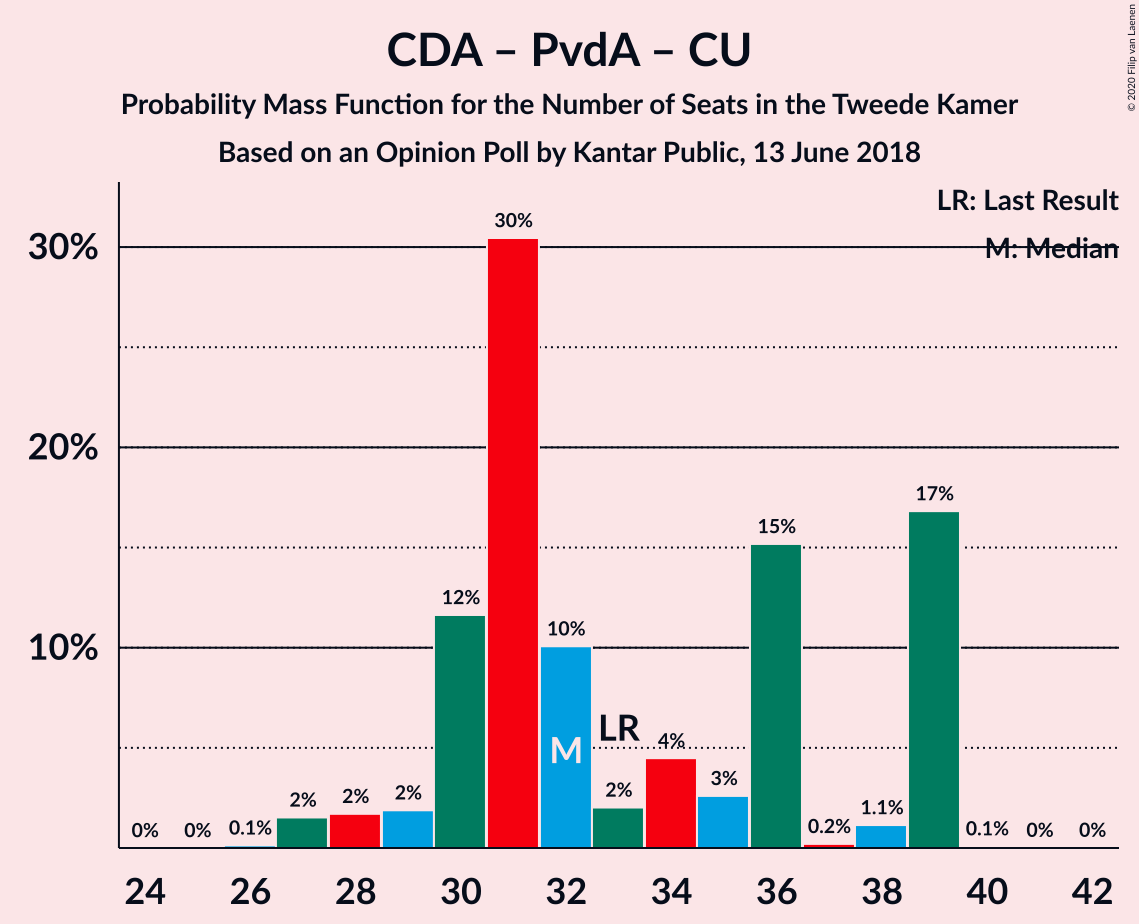 CDA – PvdA – CU
Probability Mass Function for the Number of Seats in the Tweede Kamer
Based on an Opinion Poll by Kantar Public, 13 June 2018
© 2020 Filip van Laenen
LR: Last Result
M: Median
30%
20%
10%
0%
0%
0.1%
2%
2%
2%
12%
30%
10%
2%
4%
3%
15%
0.2%
1.1%
17%
0.1%
0%
0%
M
LR
24 26 28 30 32 34 36 38 40 42